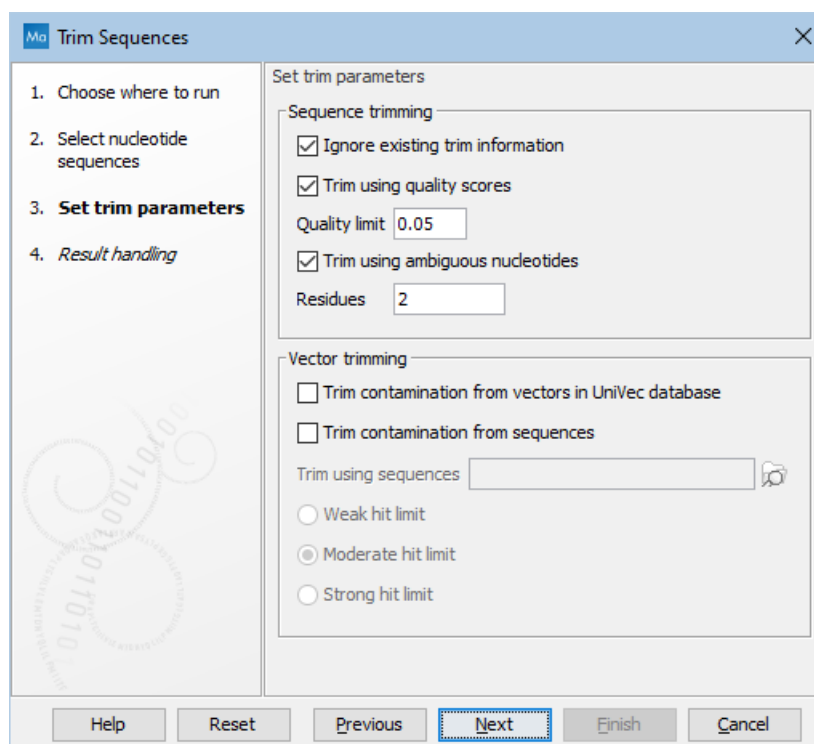 Ma Trim Sequences
1. Choose where to run
2. Select nucleotide
sequences
3. Set trim parameters
4. Result handling
Set trim parameters
Sequence trimming
Ignore existing trim information
Trim using quality scores
Quality limit 0.05
Trim using ambiguous nucleotides
Residues 2
Vector trimming
Trim contamination from vectors in UniVec database
Trim contamination from sequences
Trim using sequences
Weak hit limit
Moderate hit limit
Strong hit limit
Help Reset Previous Next Finish Cancel